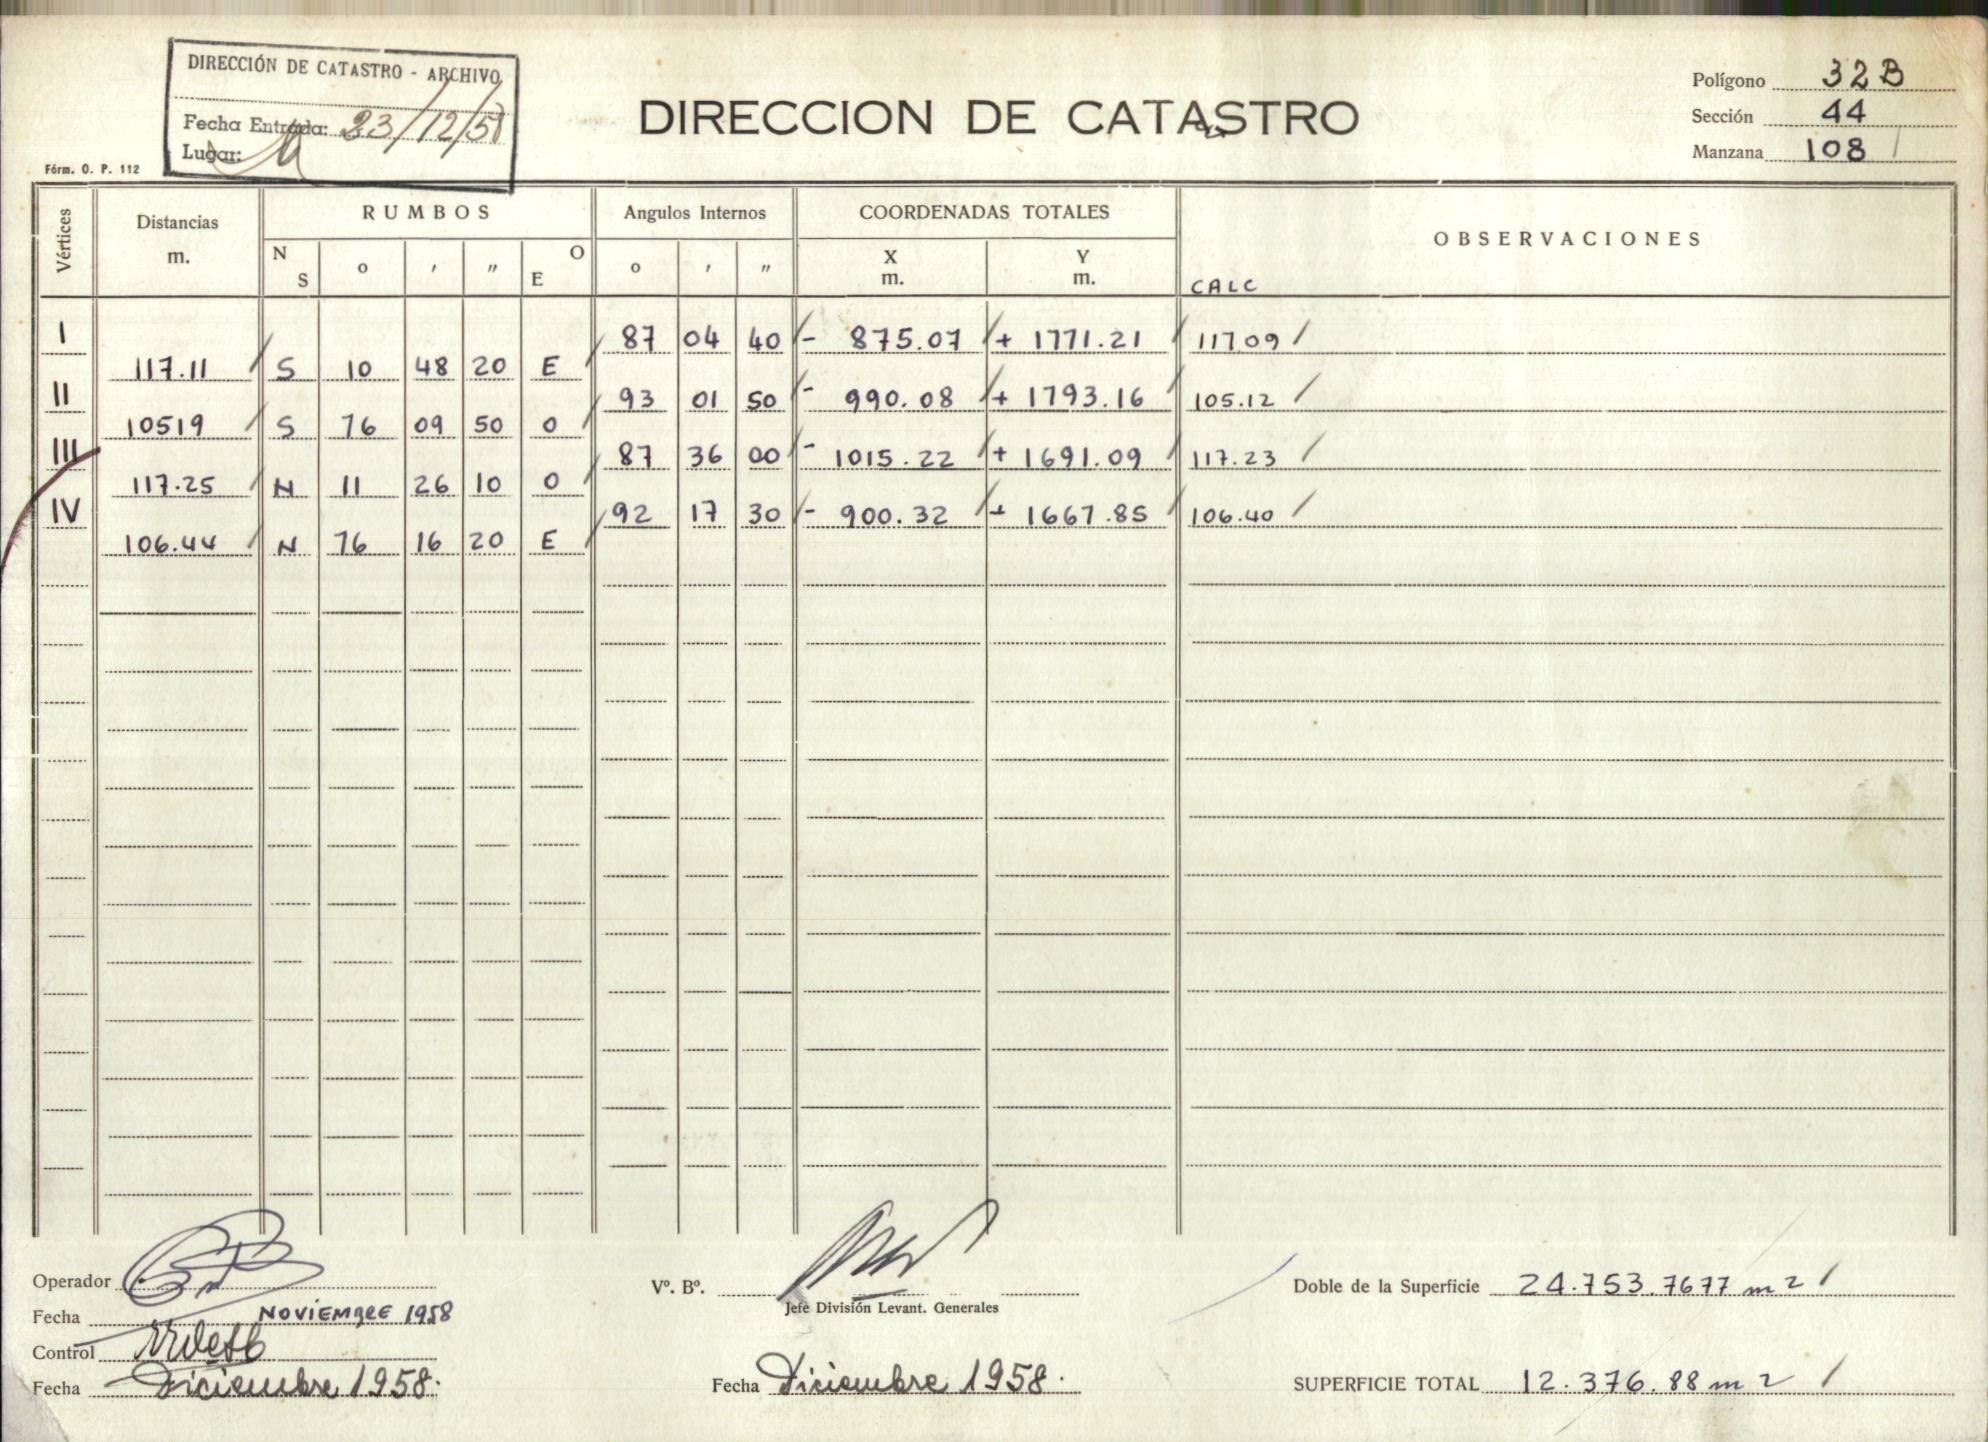 DIRECCIÓN DE CATASTRO - ARCHIVO
Fecha Entrada: 23/12/58
Lugar:
Fórm. O. P. 112
DIRECCION DE CATASTRO
Polígono 32B
Sección 44
Manzana 108
Vértices Distancias m. RUMBOS Angulos Internos COORDENADAS TOTALES OBSERVACIONES
N S o ' " O E o ' " X m. Y m. CALC
I 87 04 40 - 875.07 + 1771.21 117.09
117.11 S 10 48 20 E
II 93 01 50 - 990.08 + 1793.16 105.12
10519 S 76 09 50 O
III 87 36 00 - 1015.22 + 1691.09 117.23
117.25 N 11 26 10 O
IV 92 17 30 - 900.32 + 1667.85 106.40
106.44 N 76 16 20 E
Operador
Fecha NOVIEMBRE 1958
Control
Fecha Diciembre 1958.
Vº. Bº.
Jefe División Levant. Generales
Fecha Diciembre 1958.
Doble de la Superficie 24.753.7677 m2
SUPERFICIE TOTAL 12.376.88 m2